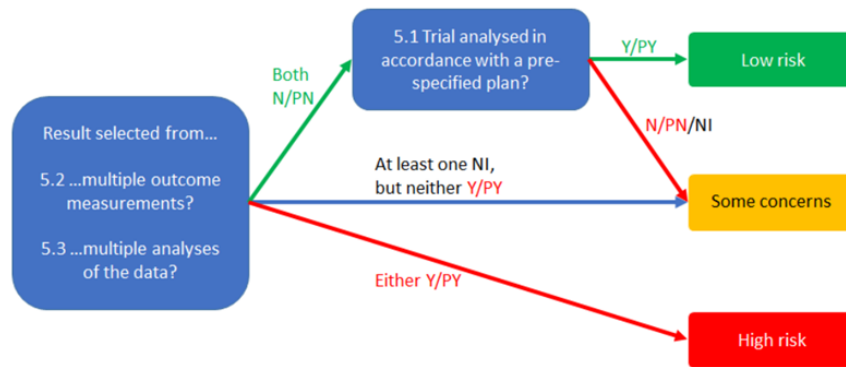 Result selected from...
5.2 ...multiple outcome
measurements?
5.3 ...multiple analyses
of the data?
Both
N/PN
5.1 Trial analysed in
accordance with a pre-
specified plan?
Y/PY
Low risk
N/PN/NI
At least one NI,
but neither Y/PY
Some concerns
Either Y/PY
High risk